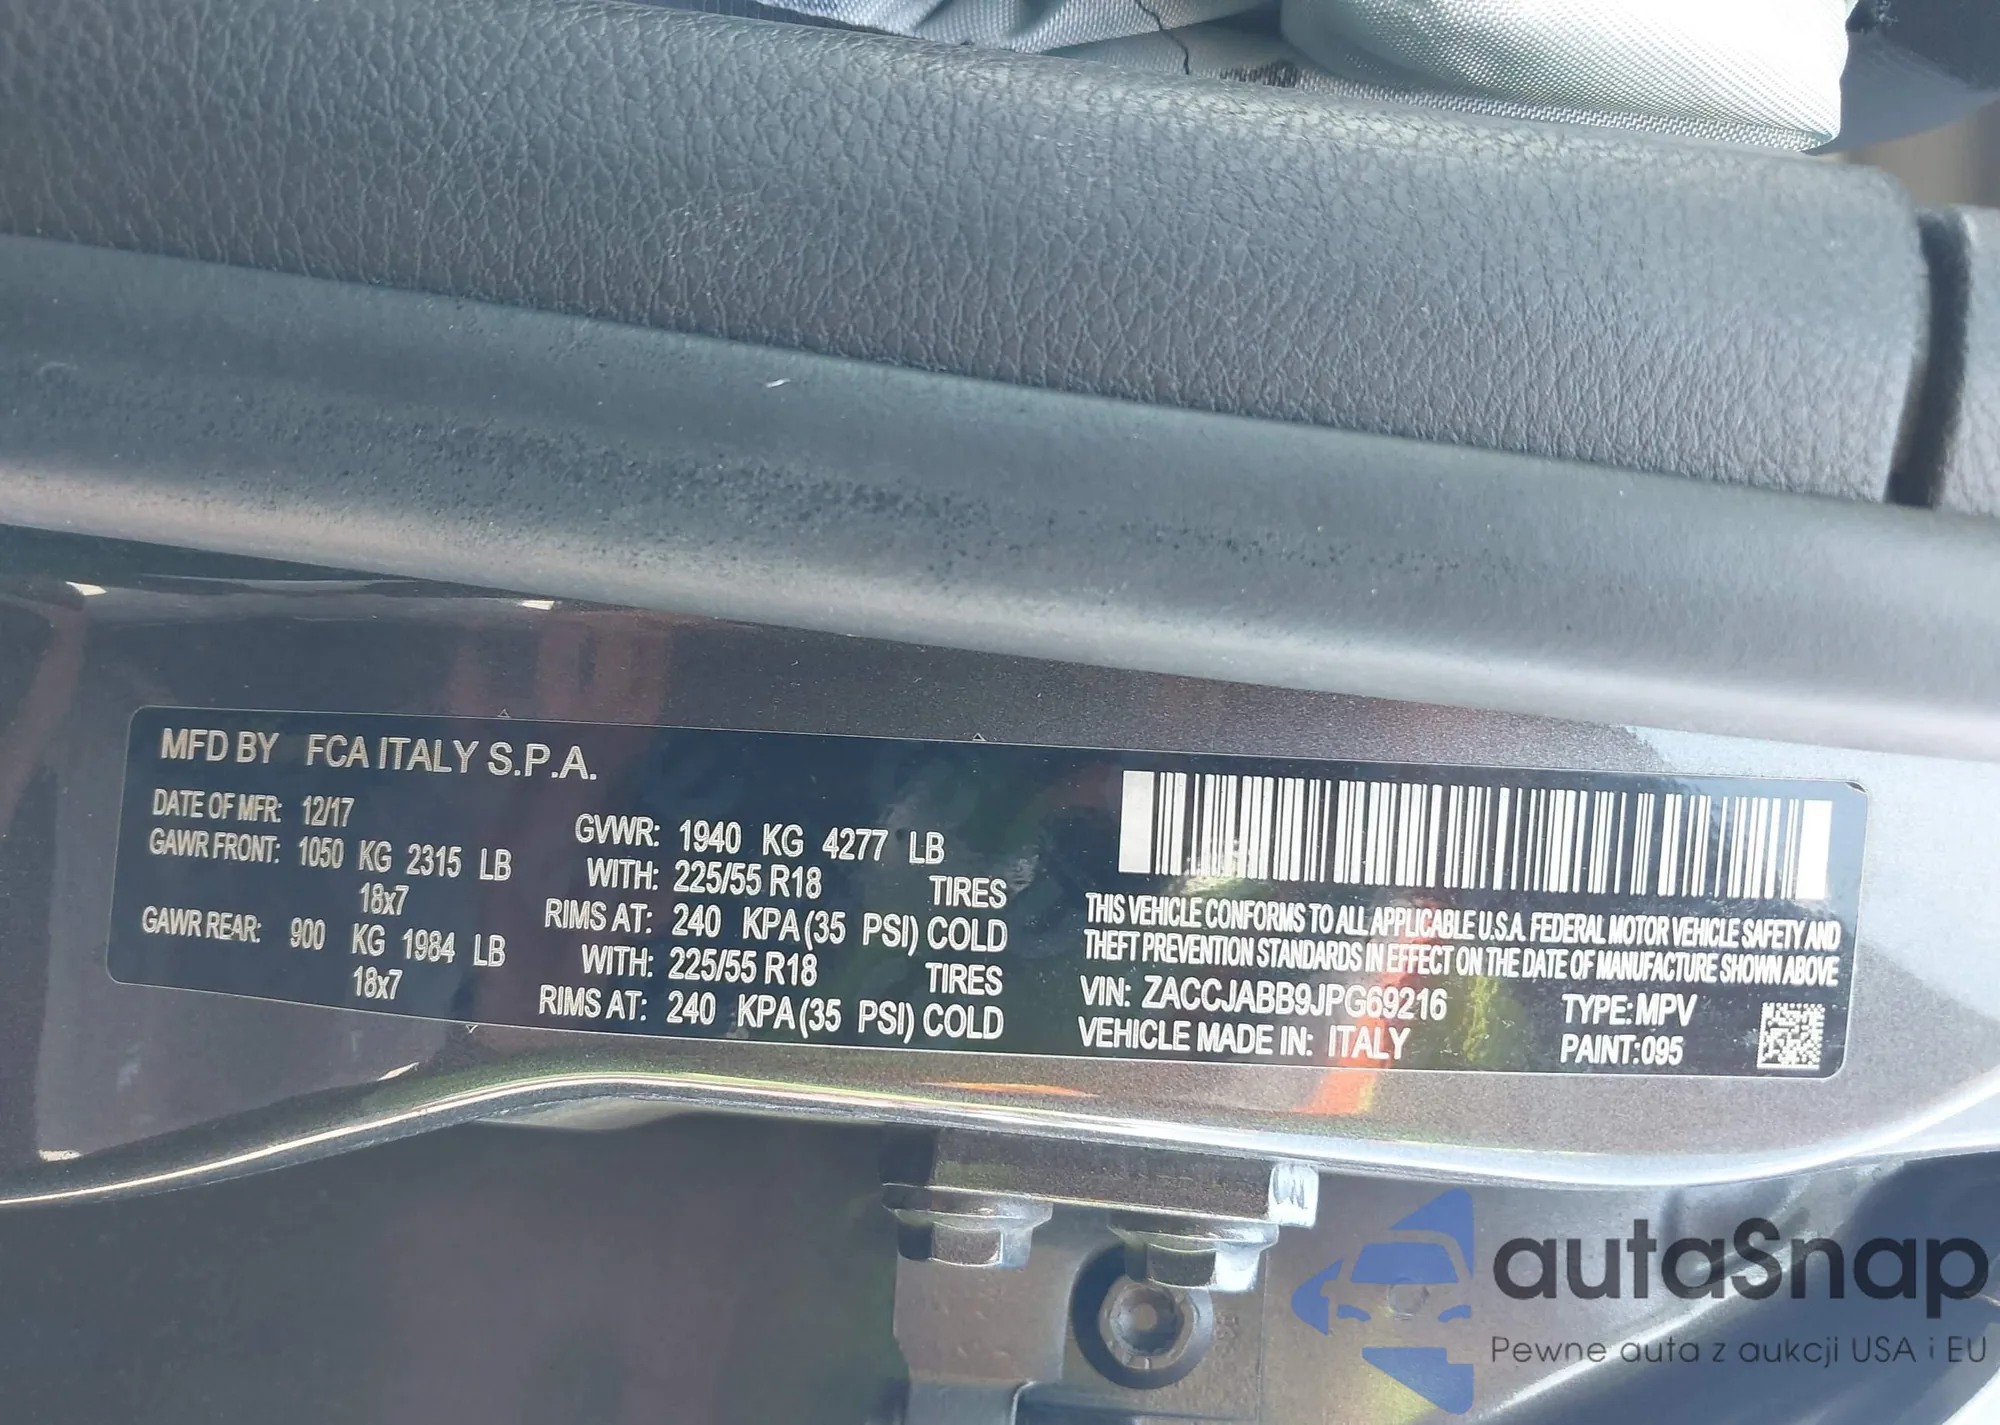 MFD BY FCA ITALY S.P.A.
DATE OF MFR: 12/17
GAWR FRONT: 1050 KG 2315 LB
18x7
GAWR REAR: 900 KG 1984 LB
18x7
GVWR: 1940 KG 4277 LB
WITH: 225/55 R18 TIRES
RIMS AT: 240 KPA (35 PSI) COLD
WITH: 225/55 R18 TIRES
RIMS AT: 240 KPA (35 PSI) COLD
THIS VEHICLE CONFORMS TO ALL APPLICABLE U.S.A. FEDERAL MOTOR VEHICLE SAFETY AND
THEFT PREVENTION STANDARDS IN EFFECT ON THE DATE OF MANUFACTURE SHOWN ABOVE
VIN: ZACCJABB9JPG69216 TYPE: MPV
VEHICLE MADE IN: ITALY PAINT: 095
autaSnap
Pewne auta z aukcji USA i EU